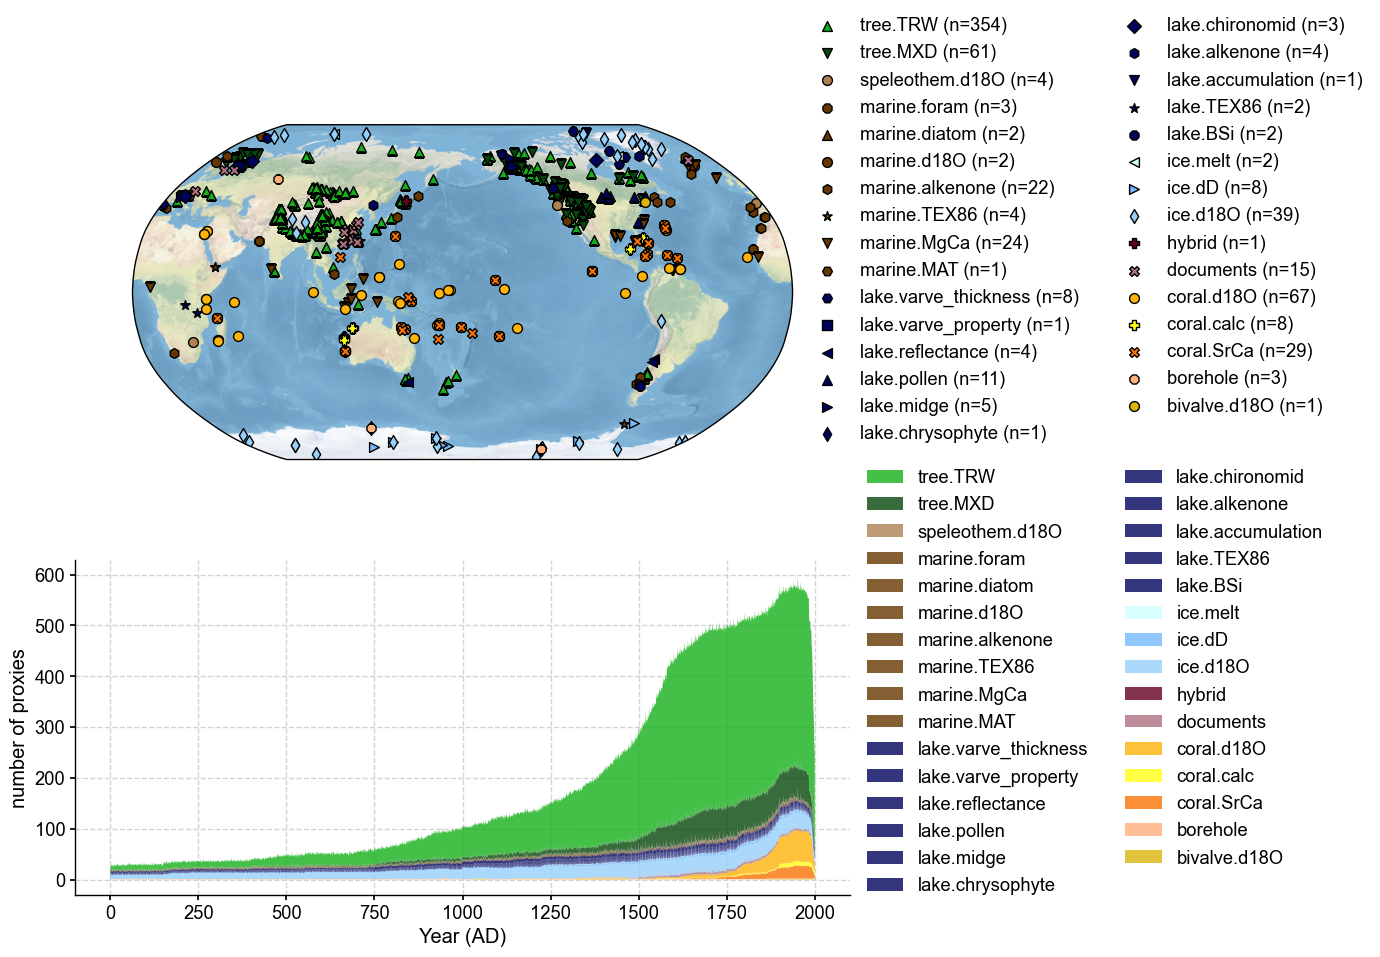 tree.TRW (n=354)
tree.MXD (n=61)
speleothem.d18O (n=4)
marine.foram (n=3)
marine.diatom (n=2)
marine.d18O (n=2)
marine.alkenone (n=22)
marine.TEX86 (n=4)
marine.MgCa (n=24)
marine.MAT (n=1)
lake.varve_thickness (n=8)
lake.varve_property (n=1)
lake.reflectance (n=4)
lake.pollen (n=11)
lake.midge (n=5)
lake.chrysophyte (n=1)
lake.chironomid (n=3)
lake.alkenone (n=4)
lake.accumulation (n=1)
lake.TEX86 (n=2)
lake.BSi (n=2)
ice.melt (n=2)
ice.dD (n=8)
ice.d18O (n=39)
hybrid (n=1)
documents (n=15)
coral.d18O (n=67)
coral.calc (n=8)
coral.SrCa (n=29)
borehole (n=3)
bivalve.d18O (n=1)
number of proxies
600
500
400
300
200
100
0
0 250 500 750 1000 1250 1500 1750 2000
Year (AD)
tree.TRW
tree.MXD
speleothem.d18O
marine.foram
marine.diatom
marine.d18O
marine.alkenone
marine.TEX86
marine.MgCa
marine.MAT
lake.varve_thickness
lake.varve_property
lake.reflectance
lake.pollen
lake.midge
lake.chrysophyte
lake.chironomid
lake.alkenone
lake.accumulation
lake.TEX86
lake.BSi
ice.melt
ice.dD
ice.d18O
hybrid
documents
coral.d18O
coral.calc
coral.SrCa
borehole
bivalve.d18O